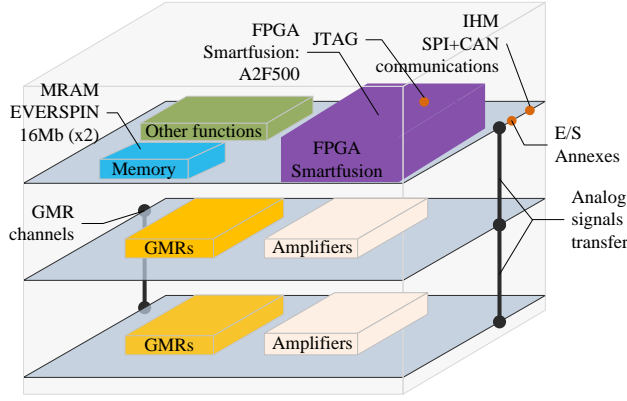 FPGA
Smartfusion:
A2F500
JTAG
IHM
SPI+CAN
communications
MRAM
EVERSPIN
16Mb (x2)
Other functions
Memory
FPGA
Smartfusion
E/S
Annexes
GMR
channels
GMRs
Amplifiers
Analog
signals
transfer
GMRs
Amplifiers